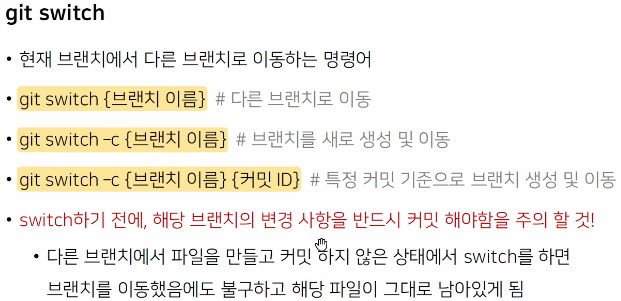 git switch
• 현재 브랜치에서 다른 브랜치로 이동하는 명령어
• git switch {브랜치 이름} # 다른 브랜치로 이동
• git switch –c {브랜치 이름} # 브랜치를 새로 생성 및 이동
• git switch –c {브랜치 이름} {커밋 ID} # 특정 커밋 기준으로 브랜치 생성 및 이동
• switch하기 전에, 해당 브랜치의 변경 사항을 반드시 커밋 해야함을 주의 할 것!
• 다른 브랜치에서 파일을 만들고 커밋 하지 않은 상태에서 switch를 하면
브랜치를 이동했음에도 불구하고 해당 파일이 그대로 남아있게 됨